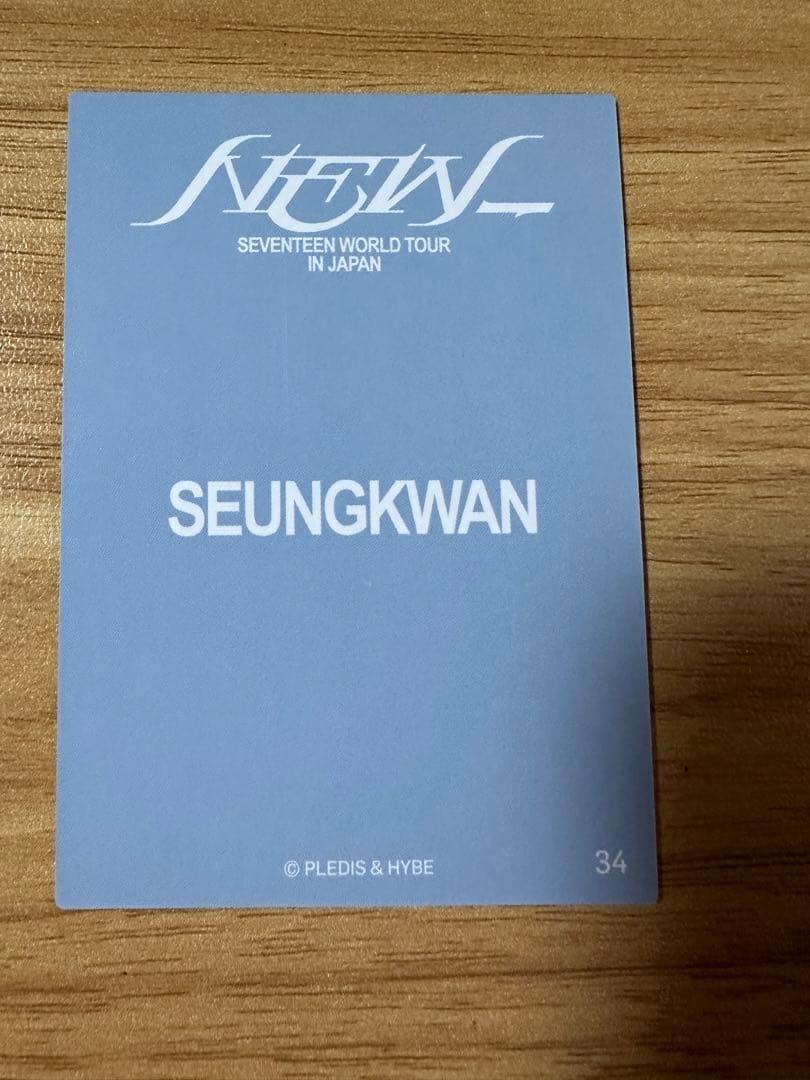 NEW_
SEVENTEEN WORLD TOUR
IN JAPAN
SEUNGKWAN
© PLEDIS & HYBE
34